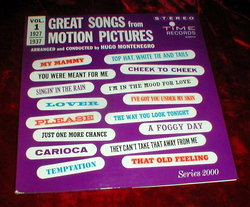 VOL.
1
1927
1937
GREAT SONGS from
MOTION PICTURES
ARRANGED and CONDUCTED by HUGO MONTENEGRO
STEREO
TIME
RECORDS
MY MAMMY
TOP HAT, WHITE TIE AND TAILS
YOU WERE MEANT FOR ME
CHEEK TO CHEEK
SINGIN' IN THE RAIN
I'M IN THE MOOD FOR LOVE
LOVER
I'VE GOT YOU UNDER MY SKIN
PLEASE
THE WAY YOU LOOK TONIGHT
JUST ONE MORE CHANCE
A FOGGY DAY
CARIOCA
THEY CAN'T TAKE THAT AWAY FROM ME
TEMPTATION
THAT OLD FEELING
Series 2000